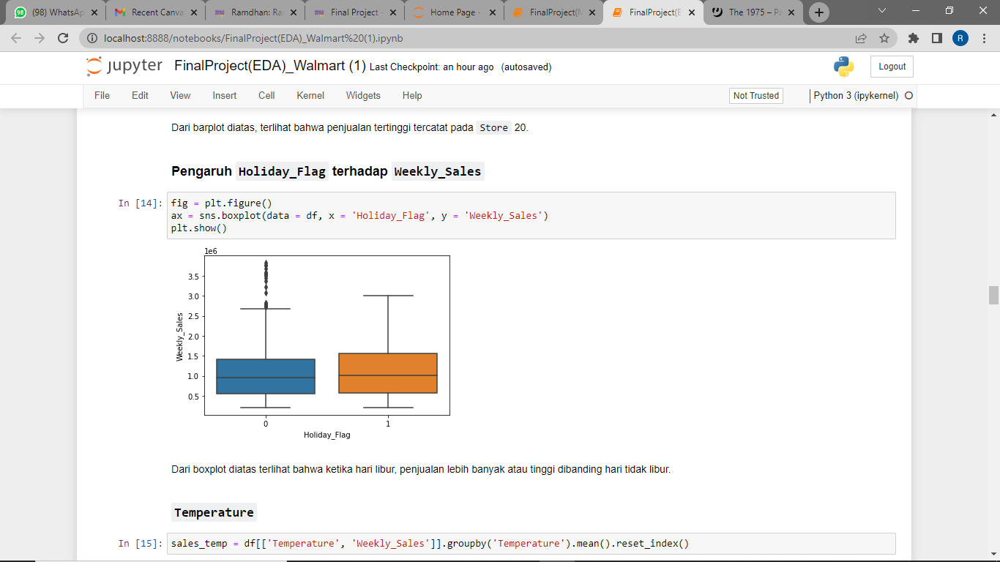 (98) WhatsAp
Recent Canva
Ramdhan: Ra
Final Project -
Home Page -
FinalProject(M
FinalProject(E
The 1975 – Pa
localhost:8888/notebooks/FinalProject(EDA)_Walmart%20(1).ipynb
R
jupyter FinalProject(EDA)_Walmart (1) Last Checkpoint: an hour ago (autosaved)
Logout
File Edit View Insert Cell Kernel Widgets Help
Not Trusted
Python 3 (ipykernel)
Dari barplot diatas, terlihat bahwa penjualan tertinggi tercatat pada Store 20.
Pengaruh Holiday_Flag terhadap Weekly_Sales
In [14]: fig = plt.figure()
ax = sns.boxplot(data = df, x = 'Holiday_Flag', y = 'Weekly_Sales')
plt.show()
1e6
3.5
3.0
2.5
2.0
1.5
1.0
0.5
Weekly_Sales
0 1
Holiday_Flag
Dari boxplot diatas terlihat bahwa ketika hari libur, penjualan lebih banyak atau tinggi dibanding hari tidak libur.
Temperature
In [15]: sales_temp = df[['Temperature', 'Weekly_Sales']].groupby('Temperature').mean().reset_index()